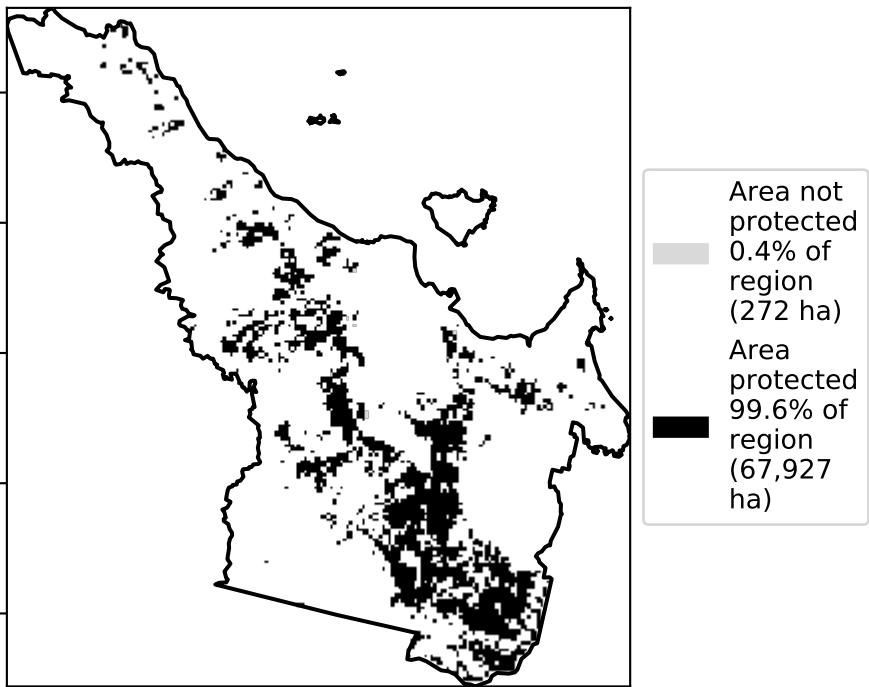 Area not
protected
0.4% of
region
(272 ha)
Area
protected
99.6% of
region
(67,927
ha)